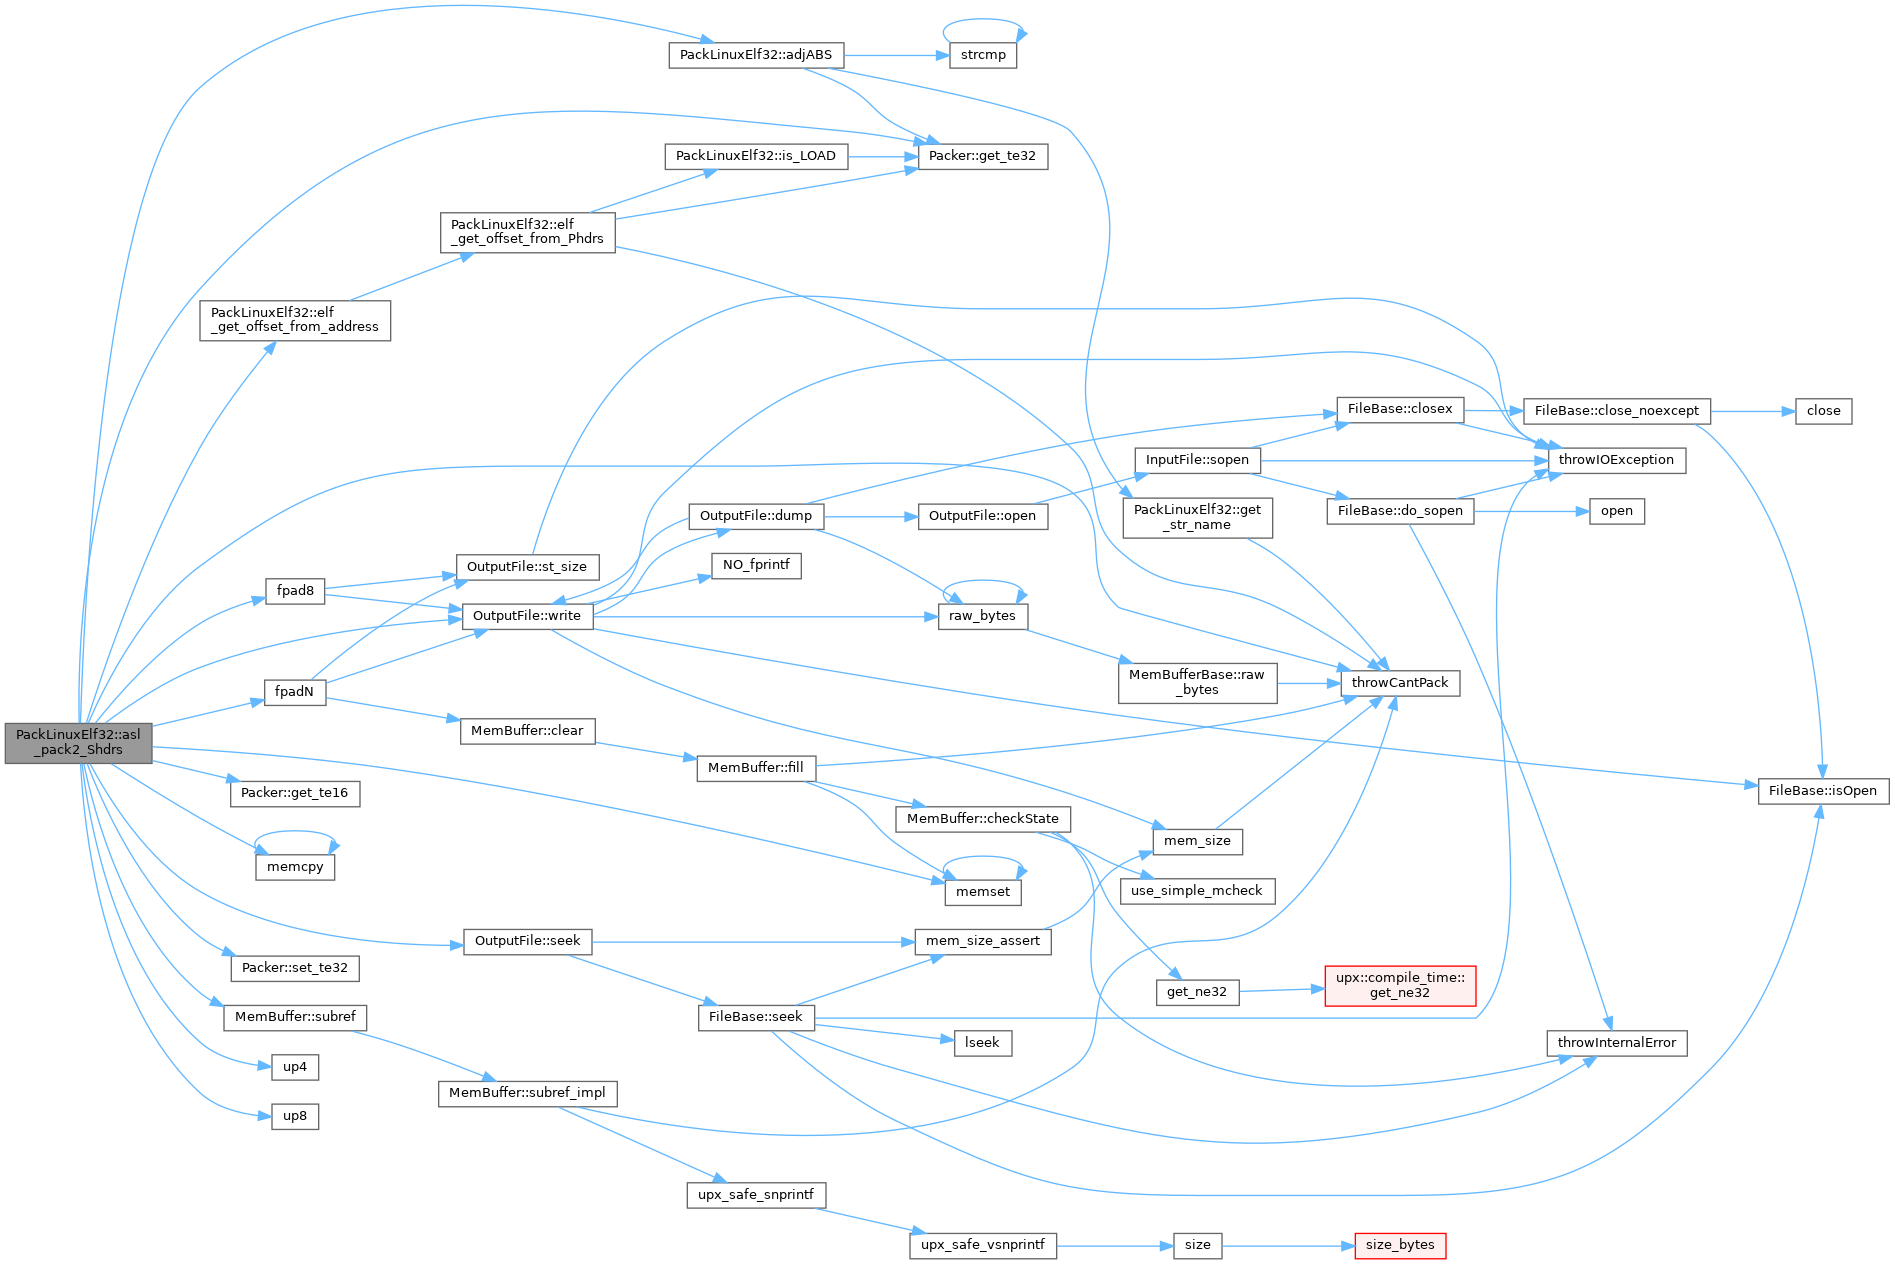 PackLinuxElf32::adjABS
strcmp
PackLinuxElf32::is_LOAD
Packer::get_te32
PackLinuxElf32::elf
_get_offset_from_Phdrs
PackLinuxElf32::elf
_get_offset_from_address
FileBase::closex
FileBase::close_noexcept
close
InputFile::sopen
throwIOException
OutputFile::dump
OutputFile::open
PackLinuxElf32::get
_str_name
FileBase::do_sopen
open
OutputFile::st_size
NO_fprintf
fpad8
OutputFile::write
raw_bytes
fpadN
MemBufferBase::raw
_bytes
throwCantPack
PackLinuxElf32::asl
_pack2_Shdrs
MemBuffer::clear
MemBuffer::fill
Packer::get_te16
FileBase::isOpen
MemBuffer::checkState
mem_size
memcpy
memset
use_simple_mcheck
OutputFile::seek
mem_size_assert
Packer::set_te32
get_ne32
upx::compile_time::
get_ne32
MemBuffer::subref
FileBase::seek
lseek
throwInternalError
up4
MemBuffer::subref_impl
up8
upx_safe_snprintf
upx_safe_vsnprintf
size
size_bytes